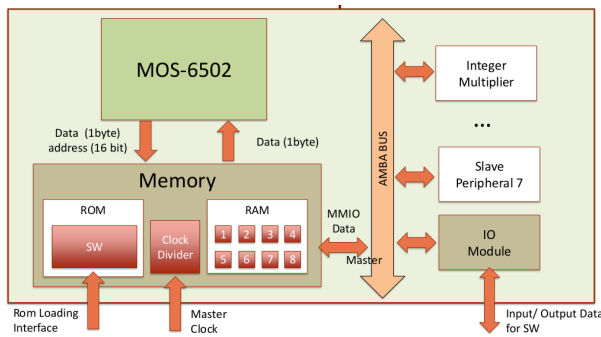 MOS-6502
Data (1byte)
address (16 bit)
Data (1byte)
Memory
ROM
SW
Clock
Divider
RAM
1 2 3 4
5 6 7 8
MMIO
Data
Master
AMBA BUS
Integer
Multiplier
...
Slave
Peripheral 7
IO
Module
Rom Loading
Interface
Master
Clock
Input/ Output Data
for SW